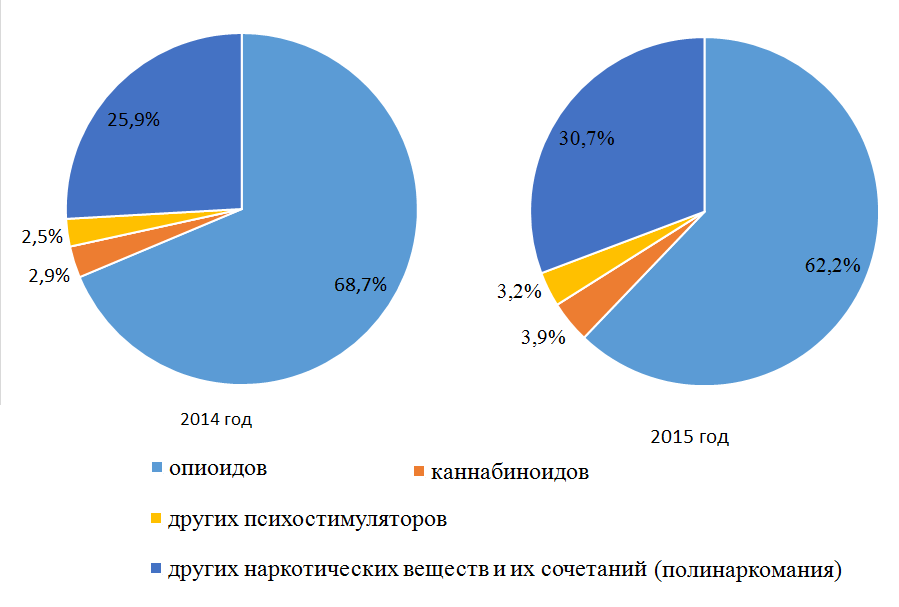 25,9%
30,7%
2,5%
2,9%
68,7%
62,2%
3,2%
3,9%
2014 год
2015 год
опиоидов
каннабиноидов
других психостимуляторов
других наркотических веществ и их сочетаний (полинаркомания)